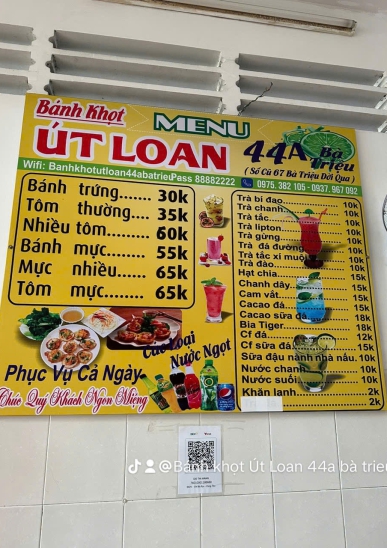 Bánh Khọt
MENU
ÚT LOAN
44A Bà Triệu
(Số Cũ 67 Bà Triệu Dời Qua)
Wifi: Banhkhotutloan44abatrieu Pass 88882222
0975. 382 105 - 0937. 967 092
Bánh trứng....... 30k
Tôm thường.... 35k
Nhiều tôm........ 60k
Bánh mực....... 55k
Mực nhiều...... 65k
Tôm mực....... 65k
Trà bí đao 10k
Trà chanh 10k
Trà tắc 10k
Trà lipton 10k
Trà gừng 10k
Trà đá đường 10k
Trà tắc xí muội 10k
Trà đào
Hạt chia 15k
Chanh dây 15k
Cam vắt
Cacao đá 15k
Cacao sữa đá 18k
Bia Tiger 18k
Cf đá 12k
Cf sữa đá 15k
Sữa đậu nành nhà nấu. 10k
Nước chanh 10k
Nước suối 10k
Khăn lạnh 2k
2k
Các Loại
Nước Ngọt
Phục Vụ Cả Ngày
Chúc Quý Khách Ngon Miệng
pepsi
@Bánh khọt Út Loan 44a bà triệu